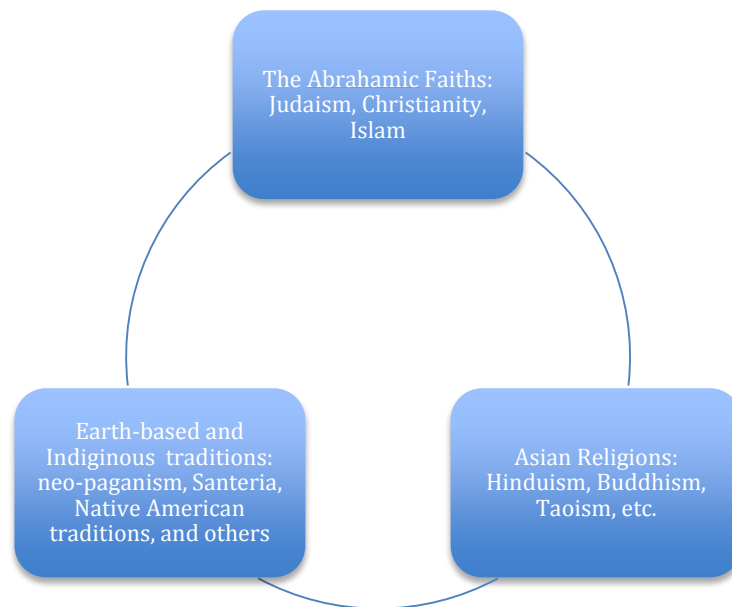 The Abrahamic Faiths:
Judaism, Christianity,
Islam
Earth-based and
Indiginous  traditions:
neo-paganism, Santeria,
Native American
traditions, and others
Asian Religions:
Hinduism, Buddhism,
Taoism, etc.